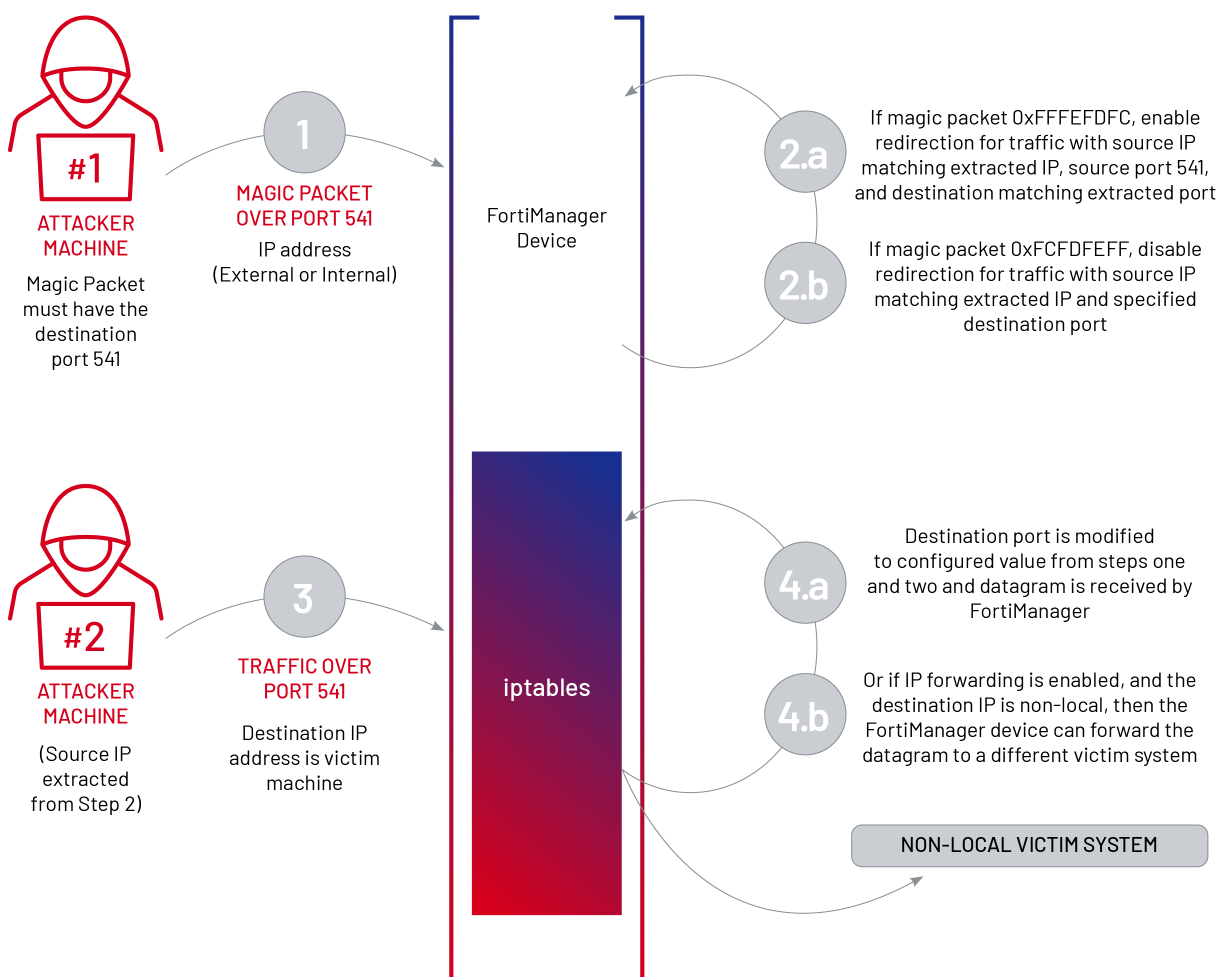 #1
ATTACKER
MACHINE
Magic Packet
must have the
destination
port 541
1
MAGIC PACKET
OVER PORT 541
IP address
(External or Internal)
FortiManager
Device
2.a
If magic packet 0xFFFEFDFC, enable
redirection for traffic with source IP
matching extracted IP, source port 541,
and destination matching extracted port
2.b
If magic packet 0xFCFDFEFF, disable
redirection for traffic with source IP
matching extracted IP and specified
destination port
#2
ATTACKER
MACHINE
(Source IP
extracted
from Step 2)
3
TRAFFIC OVER
PORT 541
Destination IP
address is victim
machine
iptables
4.a
Destination port is modified
to configured value from steps one
and two and datagram is received by
FortiManager
4.b
Or if IP forwarding is enabled, and the
destination IP is non-local, then the
FortiManager device can forward the
datagram to a different victim system
NON-LOCAL VICTIM SYSTEM